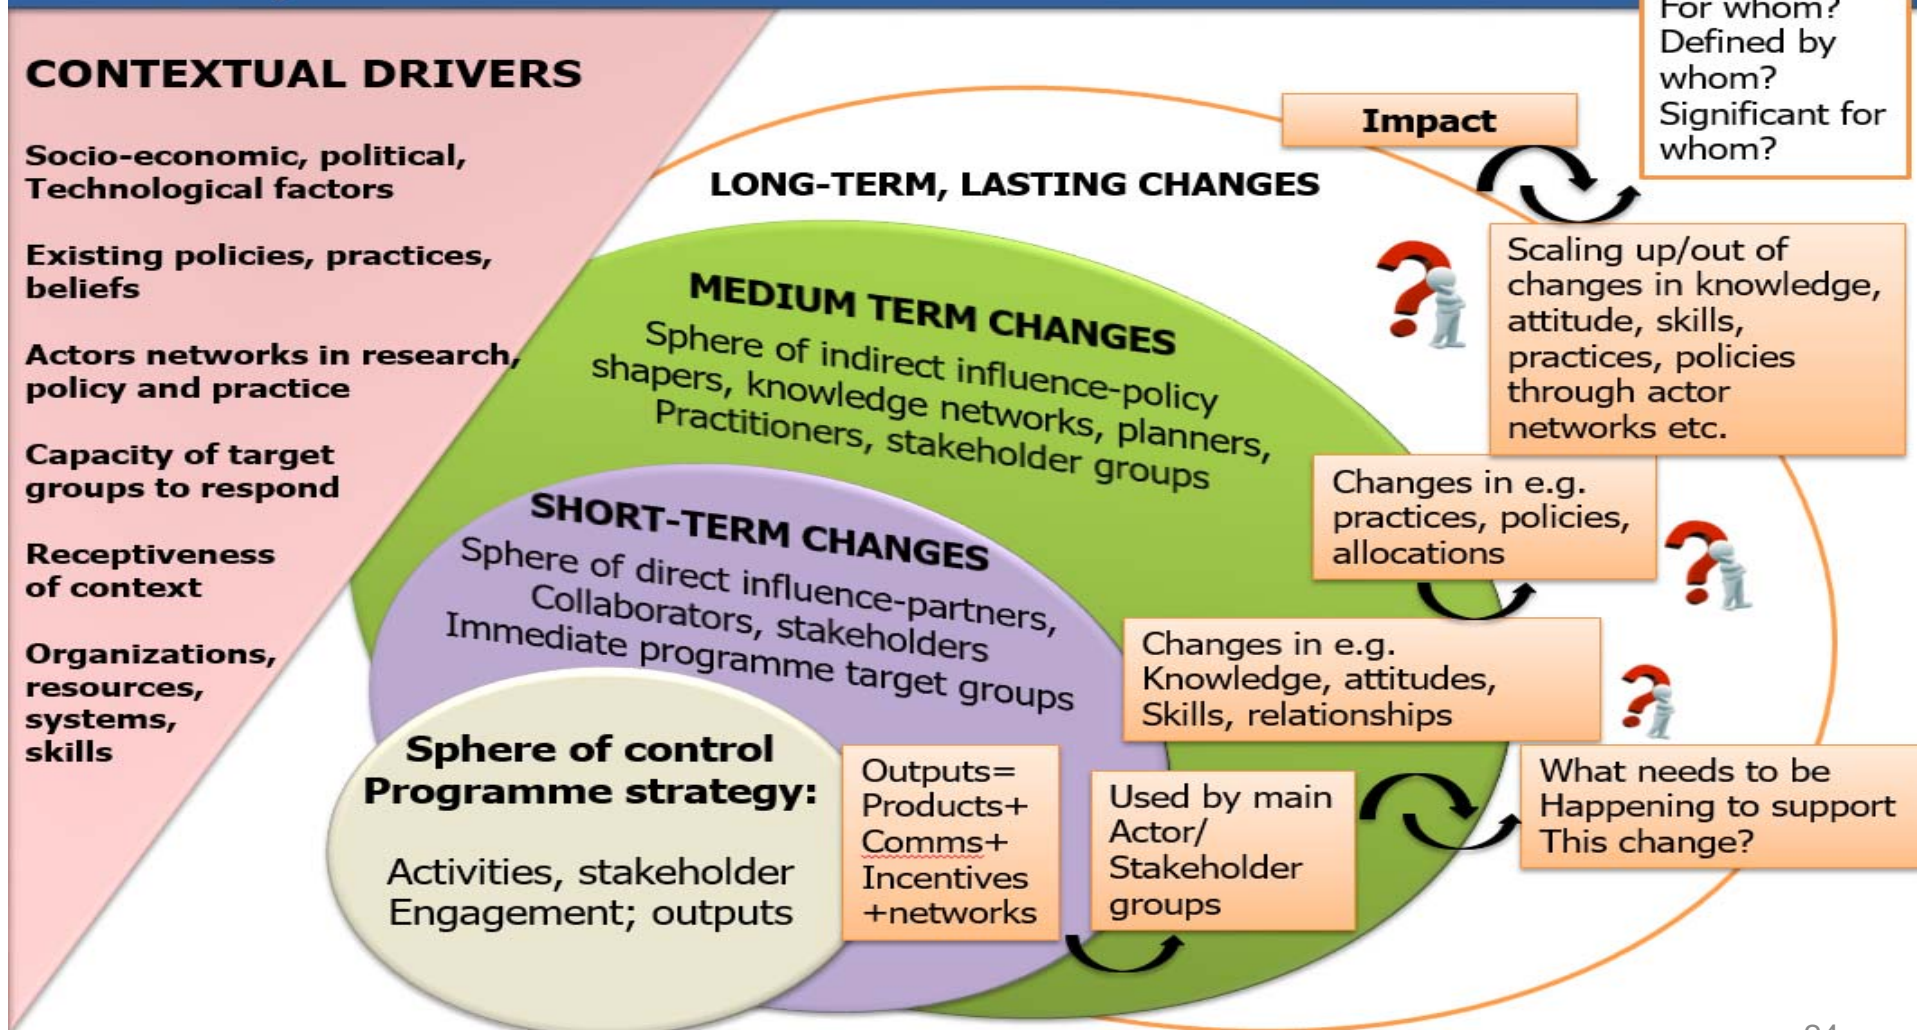 CONTEXTUAL DRIVERS
Socio-economic, political,
Technological factors
Existing policies, practices,
beliefs
Actors networks in research,
policy and practice
Capacity of target
groups to respond
Receptiveness
of context
Organizations,
resources,
systems,
skills
For whom?
Defined by
whom?
Significant for
whom?
Impact
LONG-TERM, LASTING CHANGES
Scaling up/out of
changes in knowledge,
attitude, skills,
practices, policies
through actor
networks etc.
MEDIUM TERM CHANGES
Sphere of indirect influence-policy
shapers, knowledge networks, planners,
Practitioners, stakeholder groups
Changes in e.g.
practices, policies,
allocations
SHORT-TERM CHANGES
Sphere of direct influence-partners,
Collaborators, stakeholders
Immediate programme target groups
Changes in e.g.
Knowledge, attitudes,
Skills, relationships
Sphere of control
Programme strategy:
Activities, stakeholder
Engagement; outputs
Outputs=
Products+
Comms+
Incentives
+networks
Used by main
Actor/
Stakeholder
groups
What needs to be
Happening to support
This change?